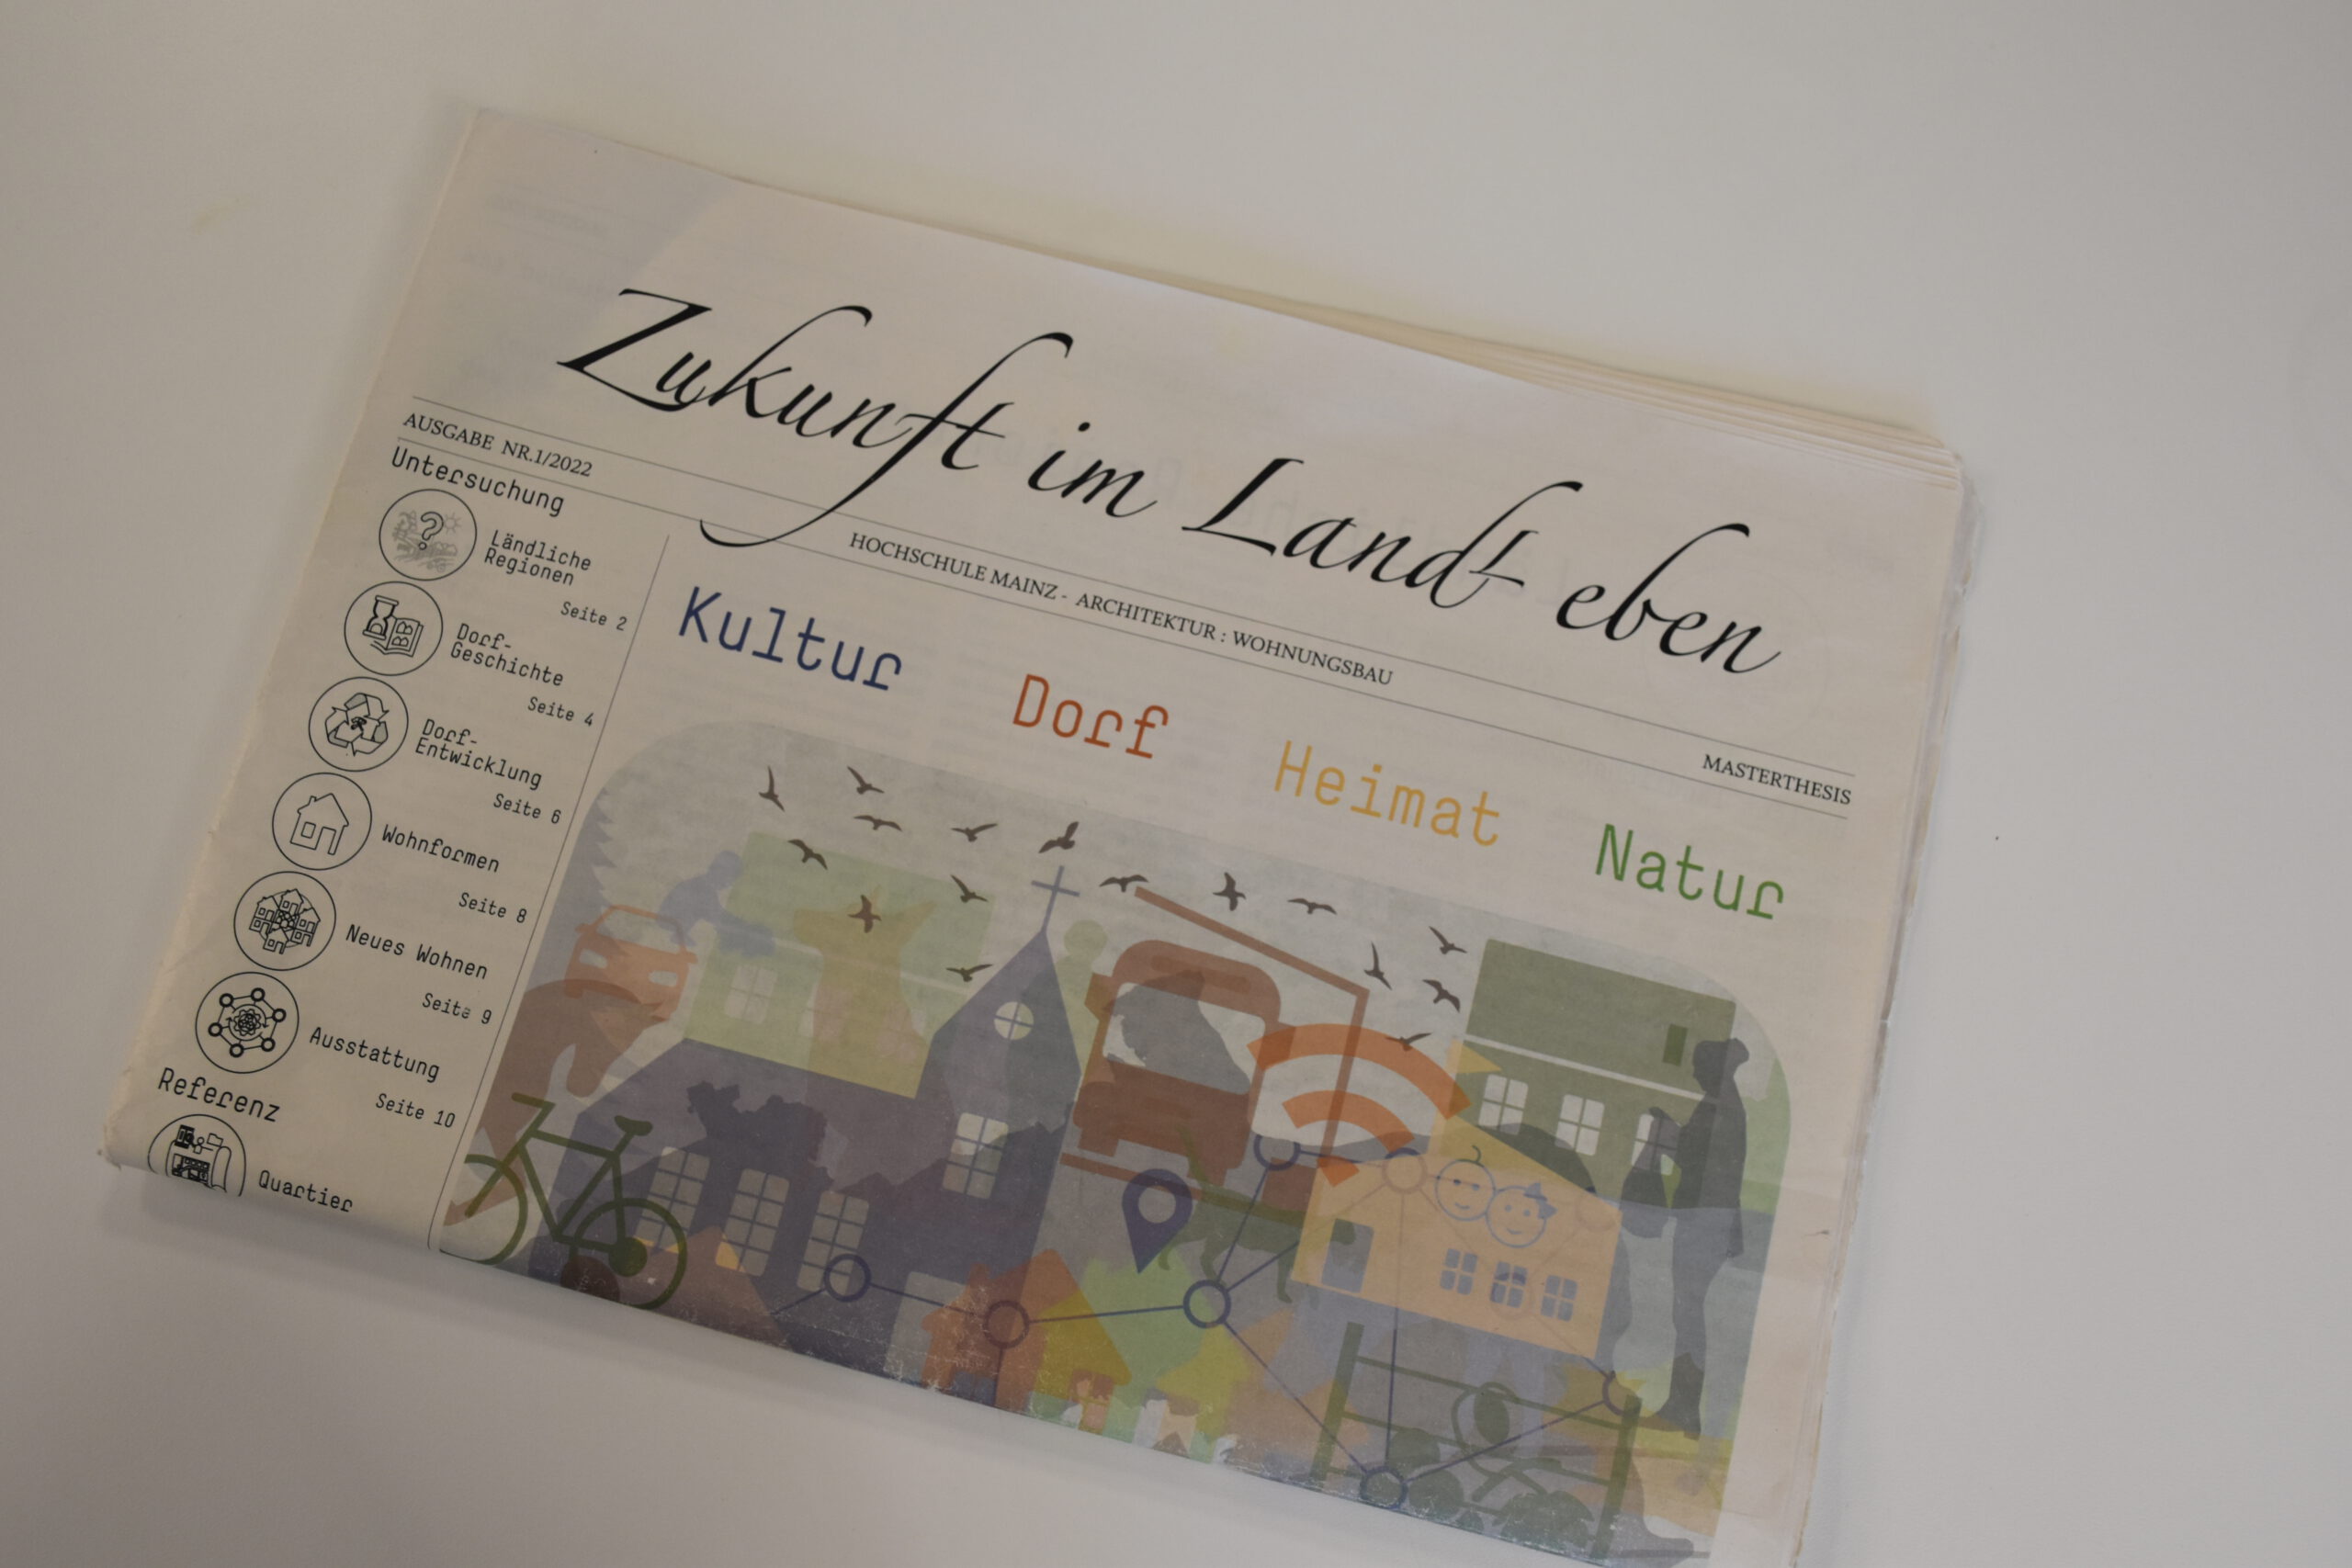 Zukunft im Landt eben
AUSGABE NR.1/2022
HOCHSCHULE MAINZ - ARCHITEKTUR : WOHNUNGSBAU
MASTERTHESIS
Untersuchung
Ländliche
Regionen
Seite 2
Dorf-
Geschichte
Seite 4
Dorf-
Entwicklung
Seite 6
Wohnformen
Seite 8
Neues Wohnen
Seite 9
Ausstattung
Seite 10
Referenz
Quartier
Kultur Dorf Heimat Natur